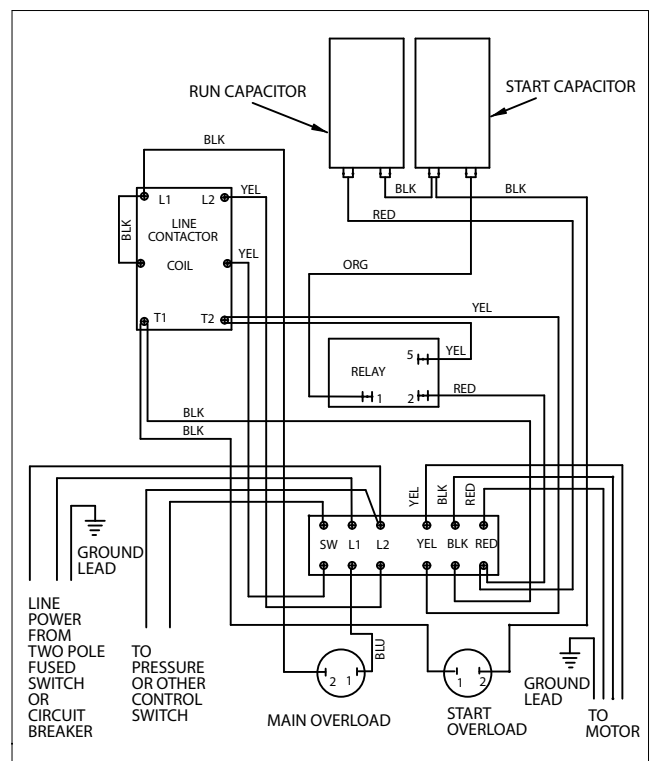 RUN CAPACITOR
START CAPACITOR
BLK
BLK
BLK
YEL
L1
L2
RED
BLK
LINE
CONTACTOR
COIL
YEL
ORG
T1
T2
YEL
5
YEL
RELAY
RED
1
2
BLK
BLK
YEL
BLK
RED
GROUND
LEAD
SW
L1
L2
YEL
BLK
RED
LINE
POWER
FROM
TWO POLE
FUSED
SWITCH
OR
CIRCUIT
BREAKER
TO
PRESSURE
OR OTHER
CONTROL
SWITCH
BLU
2
1
MAIN OVERLOAD
1
2
START
OVERLOAD
GROUND
LEAD
TO
MOTOR